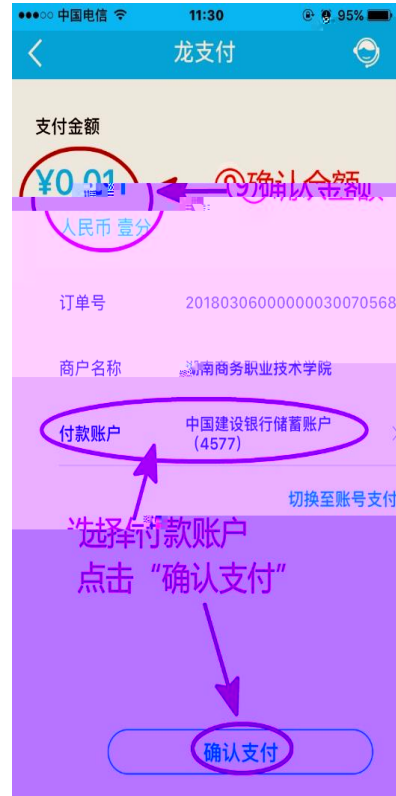 中国电信 11:30 95%
龙支付
支付金额
¥0.01
(9)确认金额
人民币 壹分
订单号 20180306000000030070568
商户名称 湖南商务职业技术学院
付款账户 中国建设银行储蓄账户
(4577)
切换至账号支付
选择付款账户
点击“确认支付”
确认支付